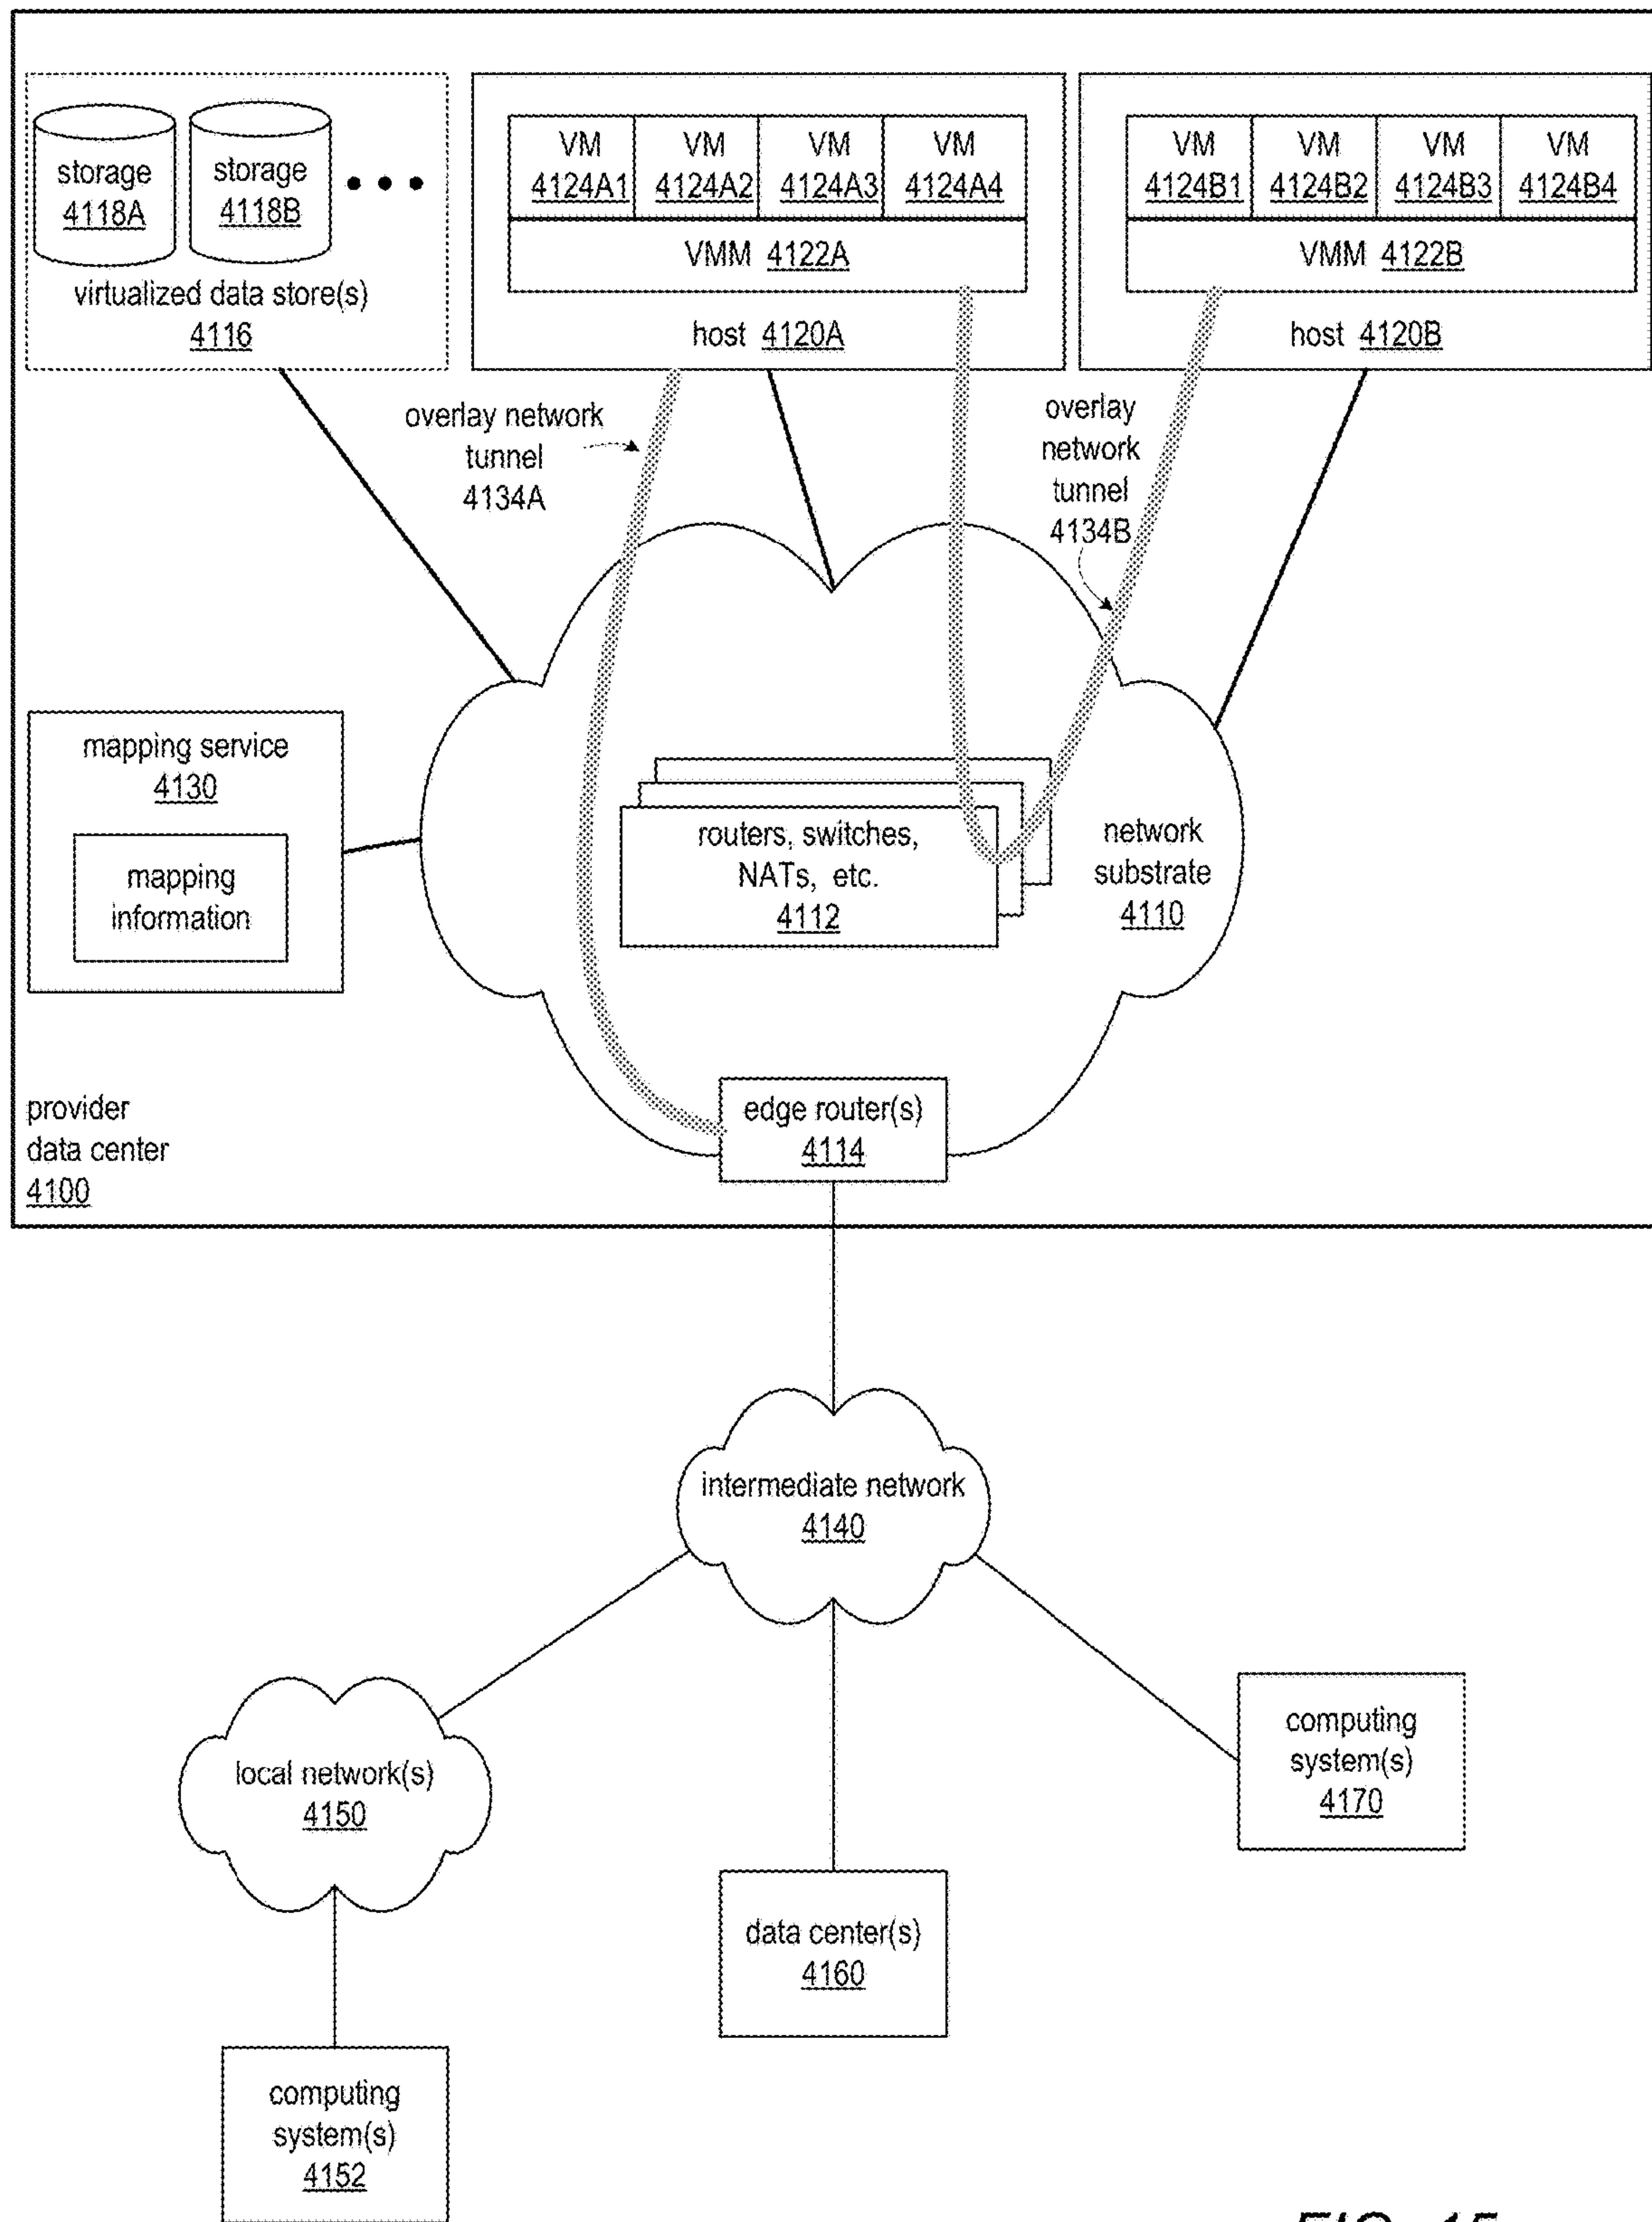 storage
4118A
storage
4118B
virtualized data store(s)
4116
VM
4124A1
VM
4124A2
VM
4124A3
VM
4124A4
VMM 4122A
host 4120A
VM
4124B1
VM
4124B2
VM
4124B3
VM
4124B4
VMM 4122B
host 4120B
overlay network
tunnel
4134A
overlay
network
tunnel
4134B
mapping service
4130
mapping
information
routers, switches,
NATs, etc.
4112
network
substrate
4110
edge router(s)
4114
provider
data center
4100
intermediate network
4140
local network(s)
4150
computing
system(s)
4170
data center(s)
4160
computing
system(s)
4152
FIG. 15